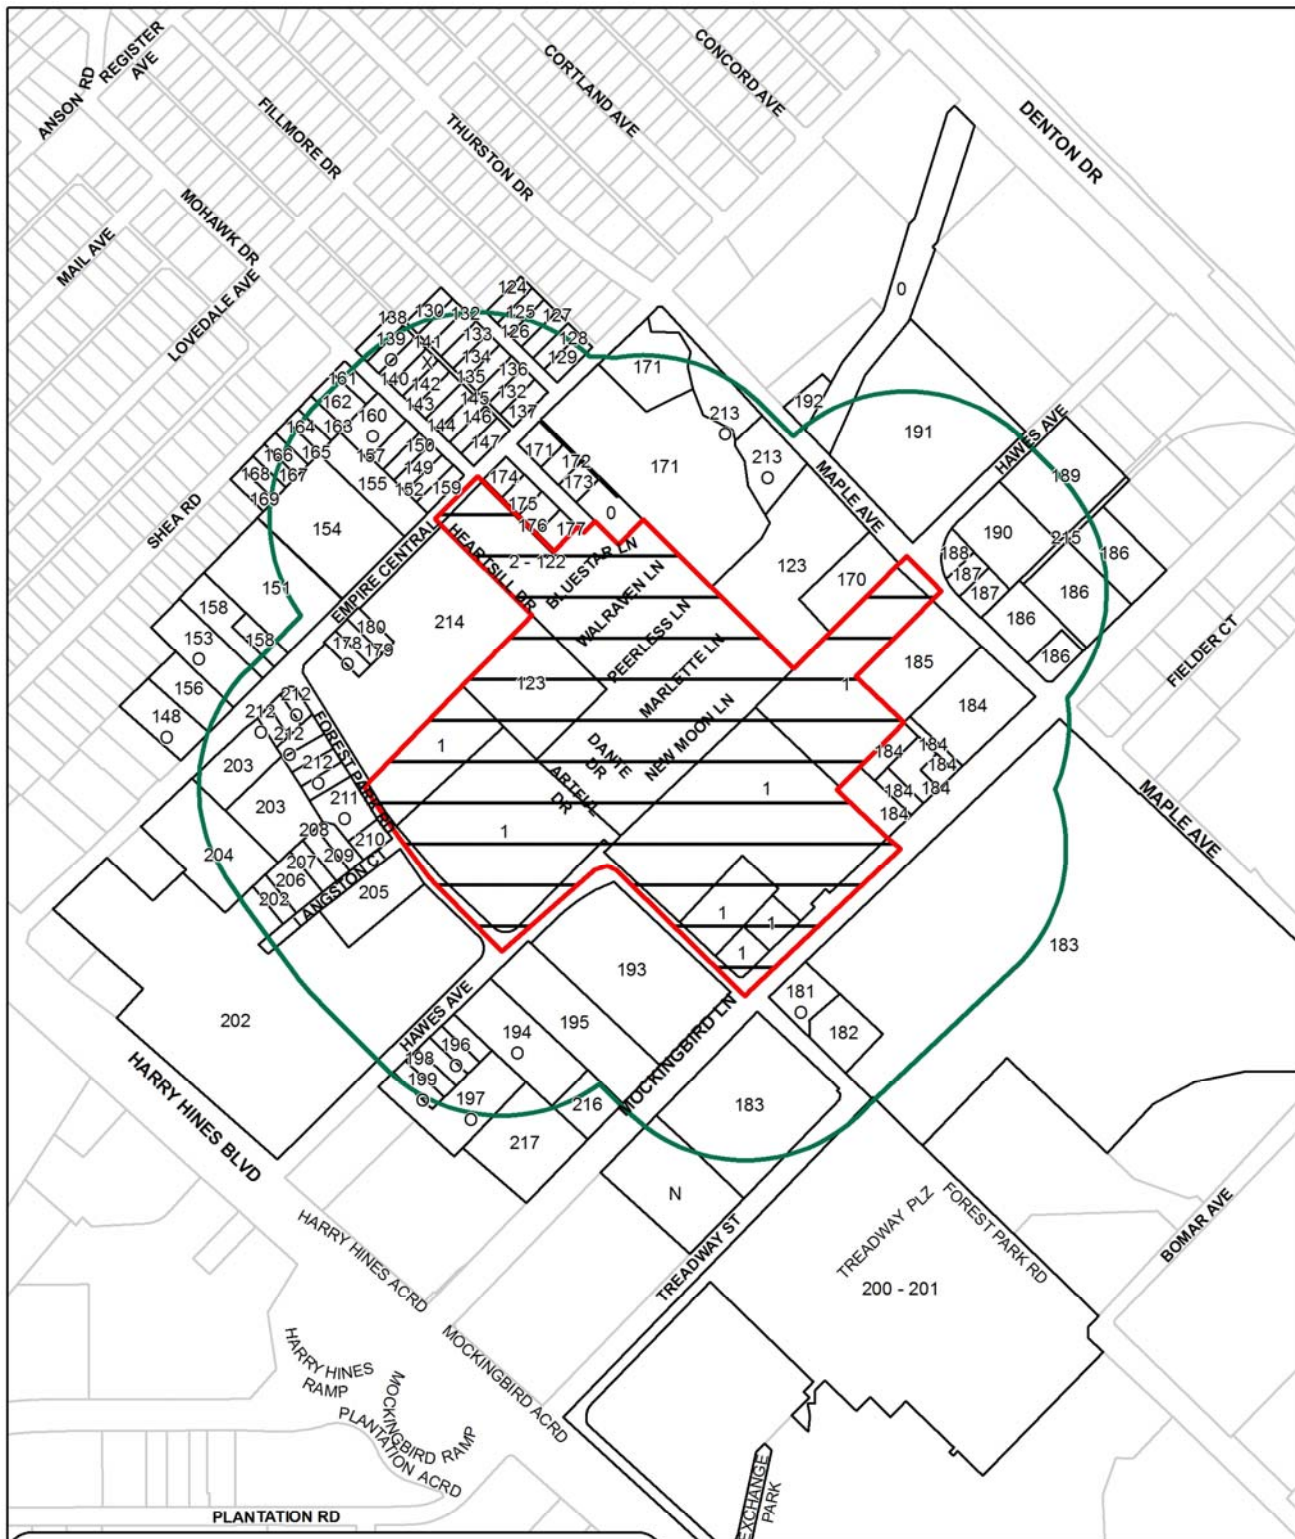 CONCORD AVE
REGISTER
AVE
CORTLAND AVE
ANSON RD
FILLMORE DR
THURSTON DR
DENTON DR
MOHAWK DR
MAIL AVE
LOVEDALE AVE
SHEA RD
124
138
130
132
125
127
139
141
133
126
128
134
129
140
142
135
136
161
162
143
145
132
171
192
164
163
160
144
146
137
213
191
HAWES AVE
166
165
157
150
147
171
172
171
213
168
167
149
174
173
MAPLE AVE
189
169
155
152
159
175
0
0
154
EMPIRE CENTRAL
176
177
190
215
186
HEARTSILL DR
2 - 122
BLUESTAR LN
188
151
WALRAVEN LN
123
170
187
187
186
158
180
214
PEERLESS LN
186
153
158
178
179
MARLETTE LN
185
186
FIELDER CT
156
212
123
1
148
212
FOREST PARK RD
NEW MOON LN
184
203
212
1
DANTE
DR
184
184
212
ARTFUL
DR
1
184
184
184
203
211
MAPLE AVE
208
210
1
204
207
209
206
LANGSTON CT
202
205
1
1
1
183
193
202
HAWES AVE
181
195
194
182
196
198
199
197
MOCKINGBIRD LN
HARRY HINES BLVD
216
183
217
N
TREADWAY PLZ
FOREST PARK RD
BOMAR AVE
TREADWAY ST
200 - 201
HARRY HINES ACRD
HARRY HINES
RAMP
MOCKINGBIRD ACRD
MOCKINGBIRD RAMP
PLANTATION ACRD
EXCHANGE
PARK
PLANTATION RD